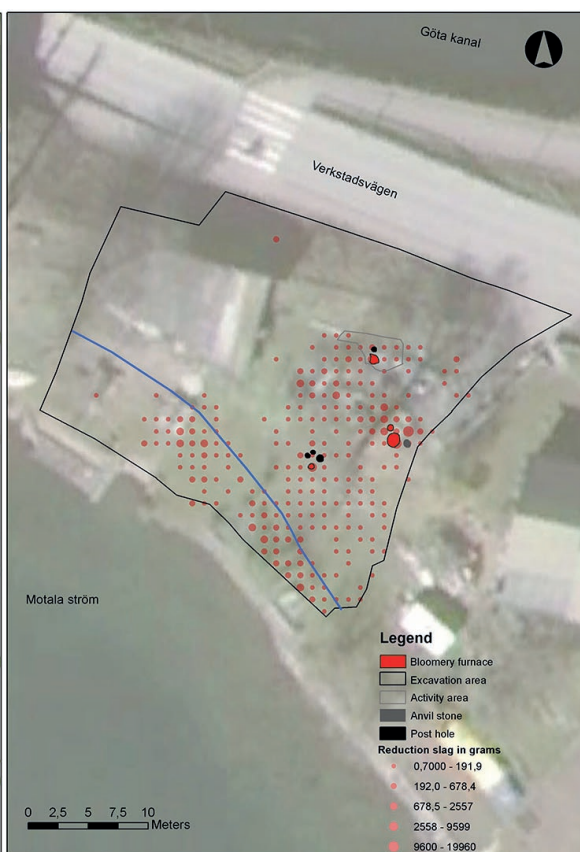 Göta kanal
Verkstadsvägen
Motala ström
Legend
Bloomery furnace
Excavation area
Activity area
Anvil stone
Post hole
Reduction slag in grams
0,7000 - 191,9
192,0 - 678,4
678,5 - 2557
2558 - 9599
9600 - 19960
0 2,5 5 7,5 10
Meters